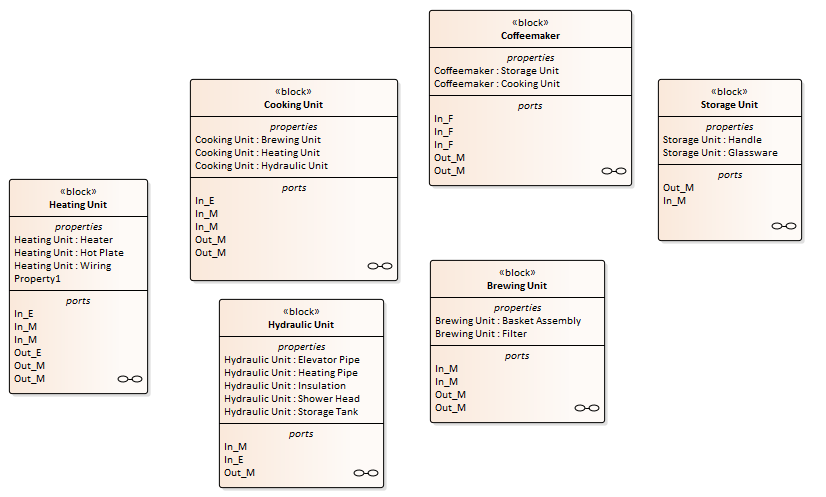 «block»
Coffeemaker
properties
Coffeemaker : Storage Unit
Coffeemaker : Cooking Unit
ports
In_F
In_F
In_F
Out_M
Out_M
«block»
Cooking Unit
properties
Cooking Unit : Brewing Unit
Cooking Unit : Heating Unit
Cooking Unit : Hydraulic Unit
ports
In_E
In_M
In_M
Out_M
Out_M
«block»
Storage Unit
properties
Storage Unit : Handle
Storage Unit : Glassware
ports
Out_M
In_M
«block»
Heating Unit
properties
Heating Unit : Heater
Heating Unit : Hot Plate
Heating Unit : Wiring
Property1
ports
In_E
In_M
In_M
Out_E
Out_M
Out_M
«block»
Brewing Unit
properties
Brewing Unit : Basket Assembly
Brewing Unit : Filter
ports
In_M
In_M
Out_M
Out_M
«block»
Hydraulic Unit
properties
Hydraulic Unit : Elevator Pipe
Hydraulic Unit : Heating Pipe
Hydraulic Unit : Insulation
Hydraulic Unit : Shower Head
Hydraulic Unit : Storage Tank
ports
In_M
In_E
Out_M